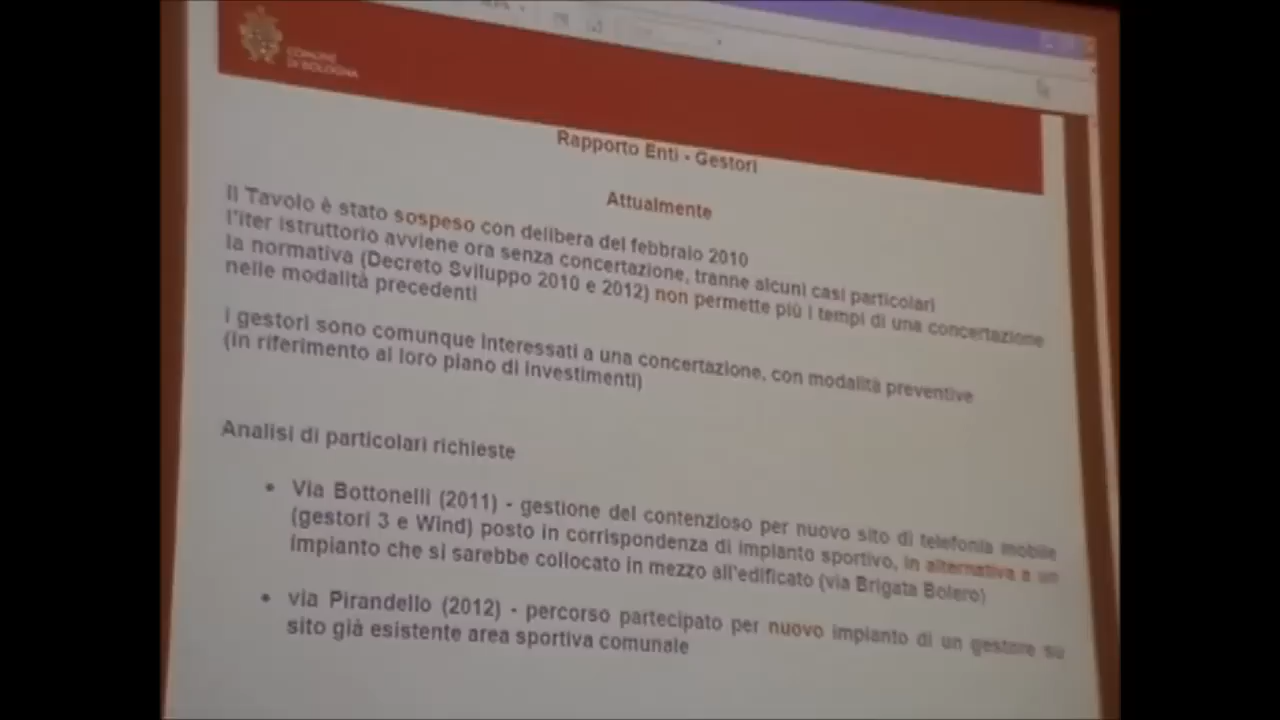 COMUNE
DI BOLOGNA
Rapporto Enti - Gestori
Attualmente
Il Tavolo è stato sospeso con delibera del febbraio 2010
l'iter istruttorio avviene ora senza concertazione, tranne alcuni casi particolari
la normativa (Decreto Sviluppo 2010 e 2012) non permette più i tempi di una concertazione
nelle modalità precedenti
I gestori sono comunque interessati a una concertazione, con modalità preventive
(in riferimento al loro piano di investimenti)
Analisi di particolari richieste
• Via Bottonelli (2011) - gestione del contenzioso per nuovo sito di telefonia mobile
(gestori 3 e Wind) posto in corrispondenza di impianto sportivo, in alternativa a un
impianto che si sarebbe collocato in mezzo all'edificato (via Brigata Bolero)
• via Pirandello (2012) - percorso partecipato per nuovo impianto di un gestore su
sito già esistente area sportiva comunale